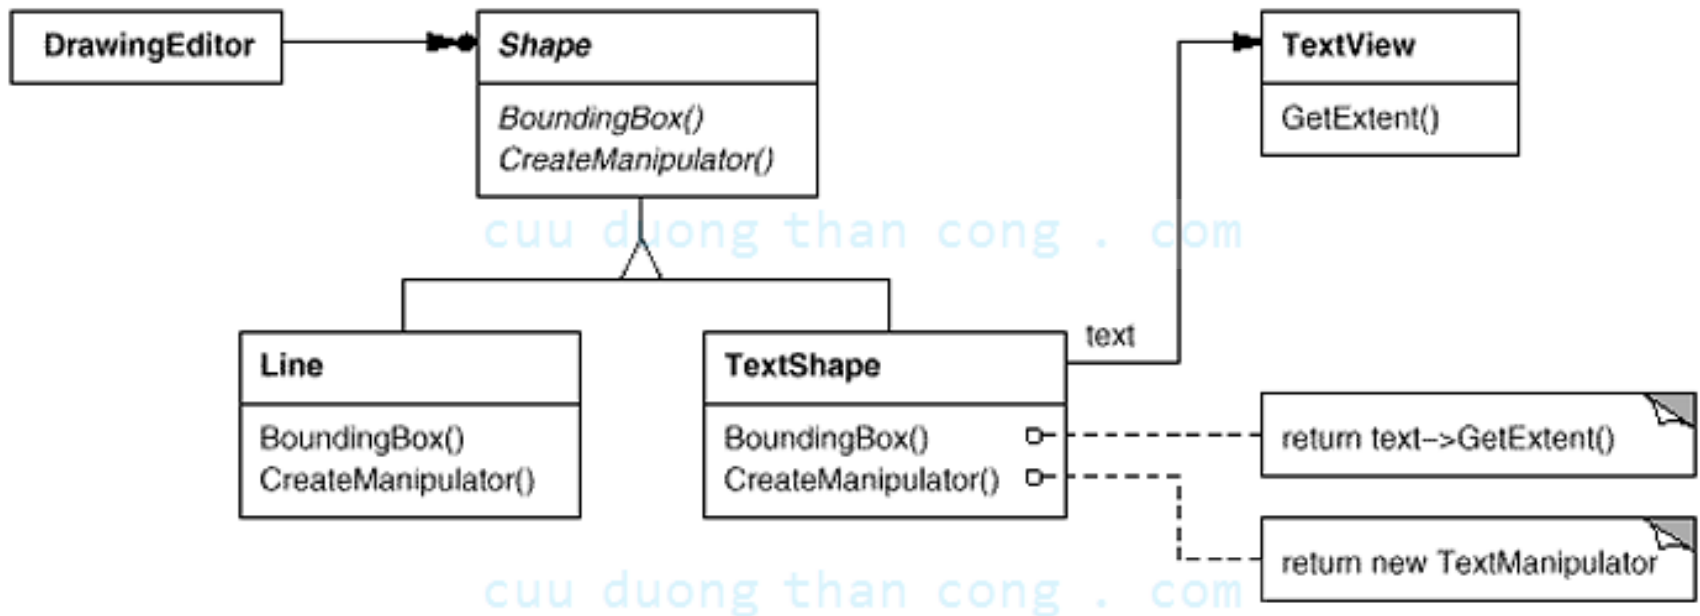 DrawingEditor
Shape
BoundingBox()
CreateManipulator()
TextView
GetExtent()
cuu duong than cong . com
Line
BoundingBox()
CreateManipulator()
TextShape
BoundingBox()
CreateManipulator()
text
return text->GetExtent()
return new TextManipulator
cuu duong than cong . com